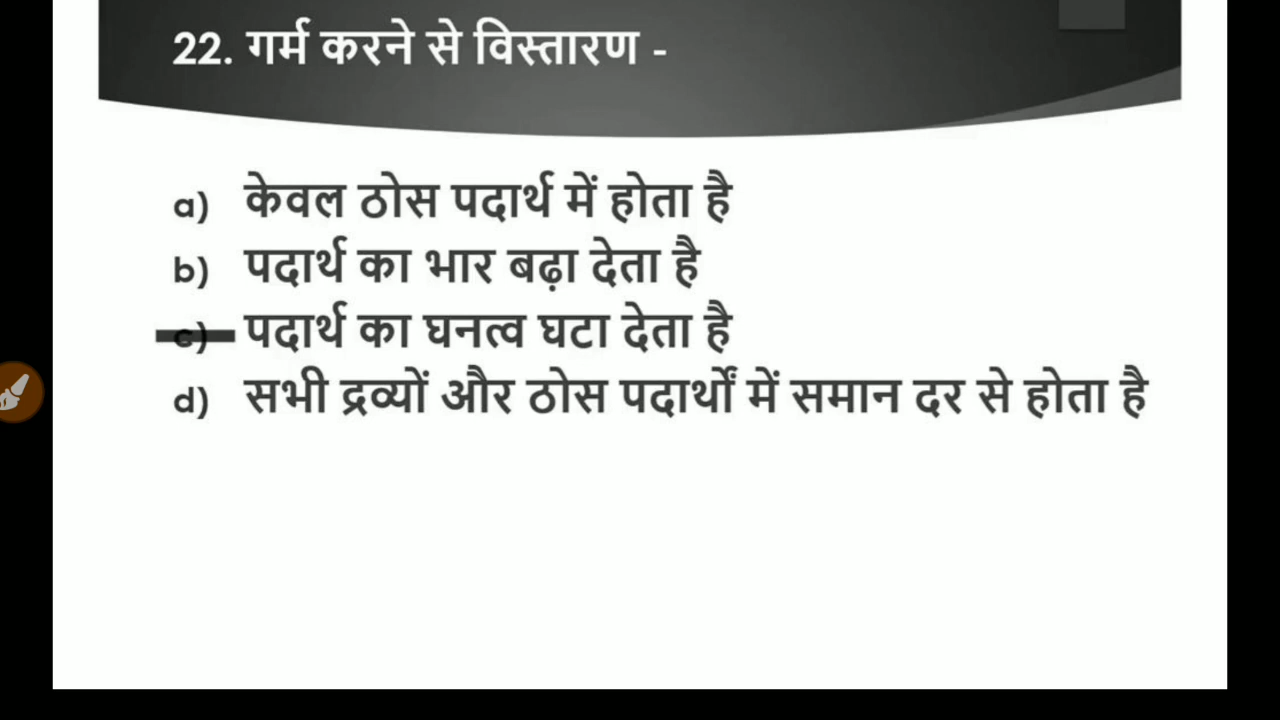 22. गर्म करने से विस्तारण -
a) केवल ठोस पदार्थ में होता है
b) पदार्थ का भार बढ़ा देता है
c) पदार्थ का घनत्व घटा देता है
d) सभी द्रव्यों और ठोस पदार्थों में समान दर से होता है